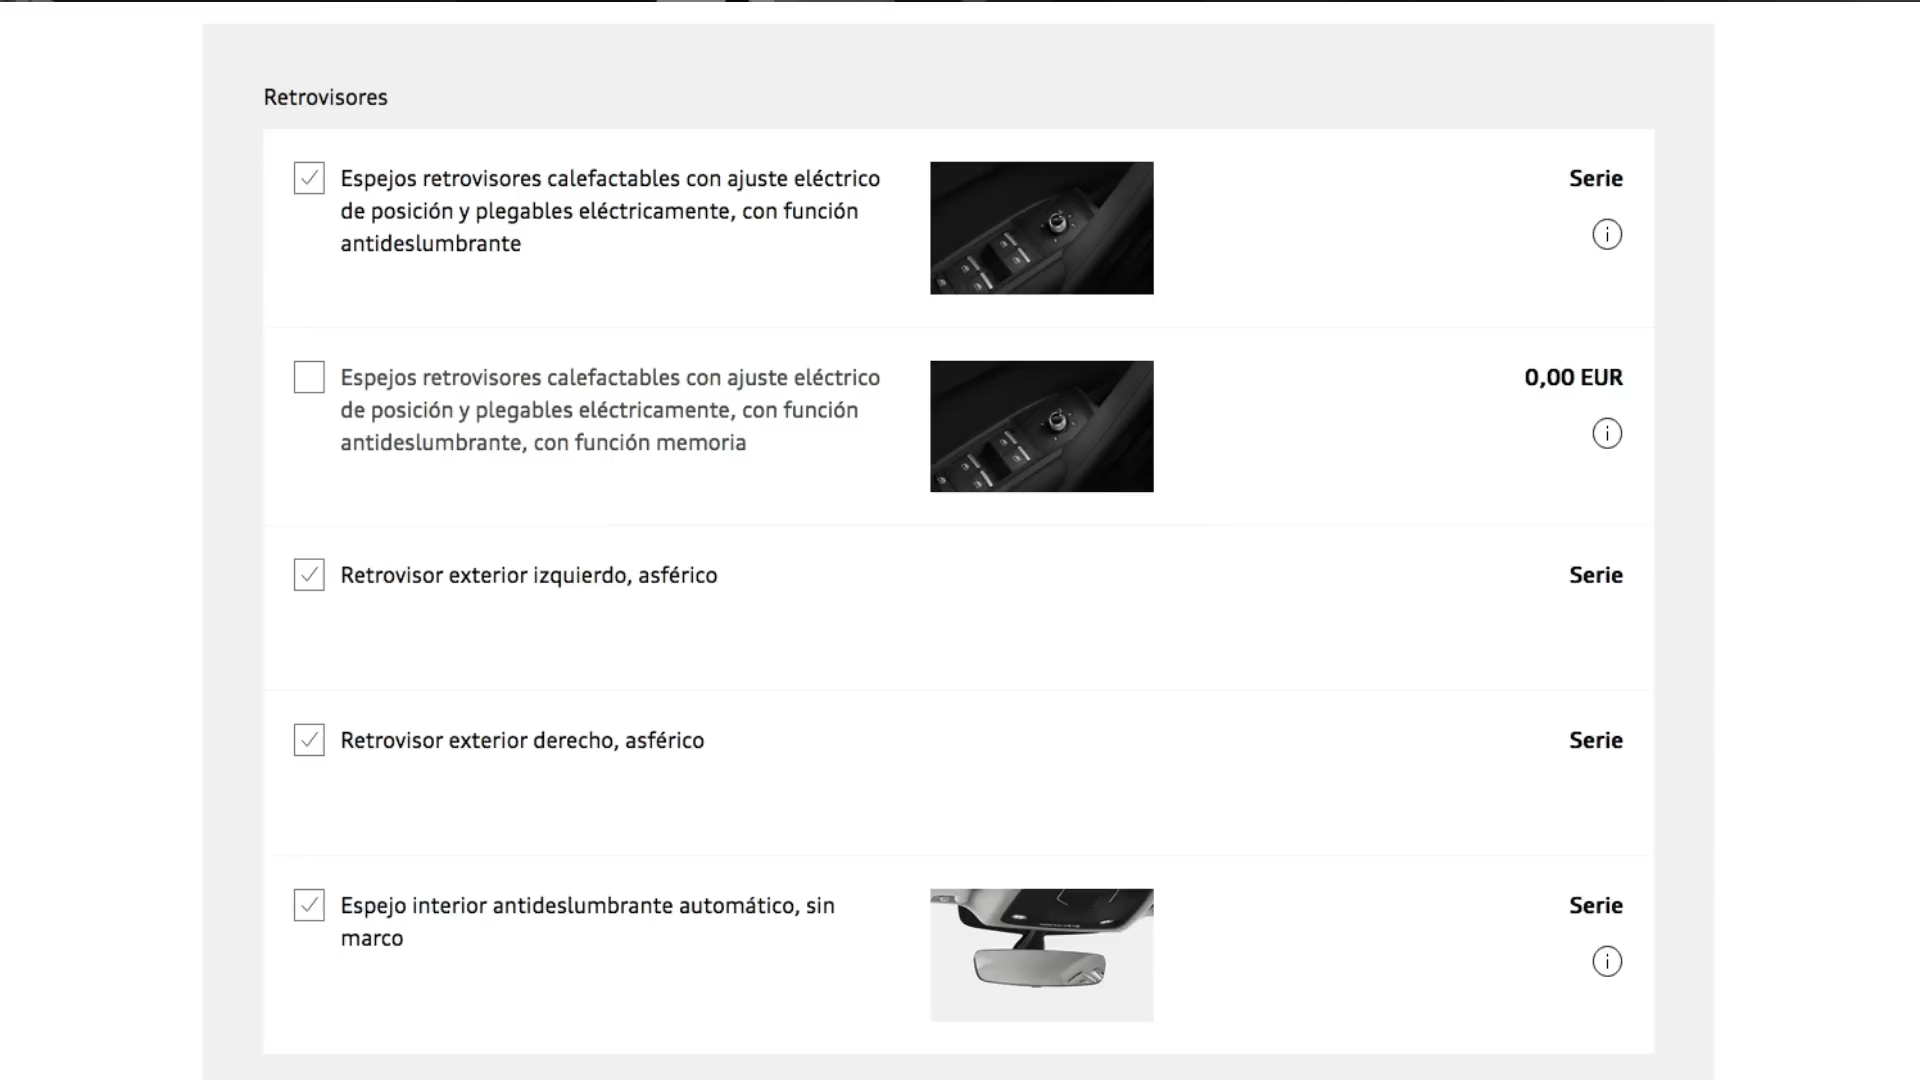 Retrovisores
Espejos retrovisores calefactables con ajuste eléctrico
de posición y plegables eléctricamente, con función
antideslumbrante
Serie
Espejos retrovisores calefactables con ajuste eléctrico
de posición y plegables eléctricamente, con función
antideslumbrante, con función memoria
0,00 EUR
Retrovisor exterior izquierdo, asférico
Serie
Retrovisor exterior derecho, asférico
Serie
Espejo interior antideslumbrante automático, sin
marco
Serie